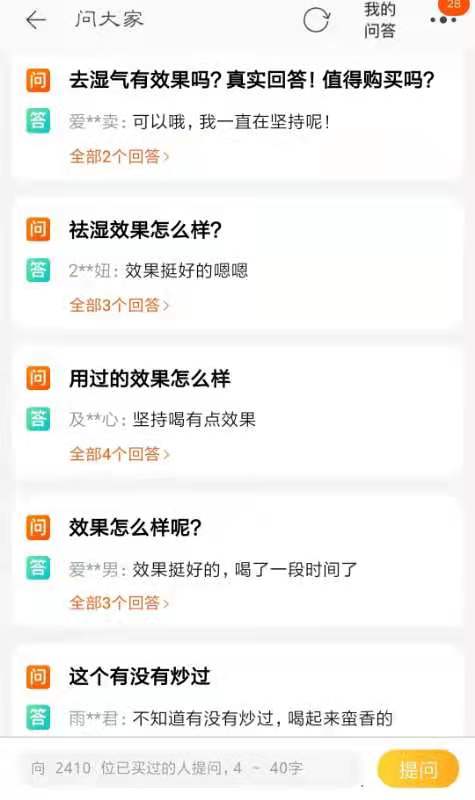 问大家
我的
问答
28
问 去湿气有效果吗？真实回答！值得购买吗？
答 爱**卖：可以哦，我一直在坚持呢！
全部2个回答>
问 祛湿效果怎么样？
答 2**妞：效果挺好的嗯嗯
全部3个回答>
问 用过的效果怎么样
答 及**心：坚持喝有点效果
全部4个回答>
问 效果怎么样呢？
答 爱**男：效果挺好的，喝了一段时间了
全部3个回答>
问 这个有没有炒过
答 雨**君：不知道有没有炒过，喝起来蛮香的
向 2410 位已买过的人提问，4 ~ 40字
提问